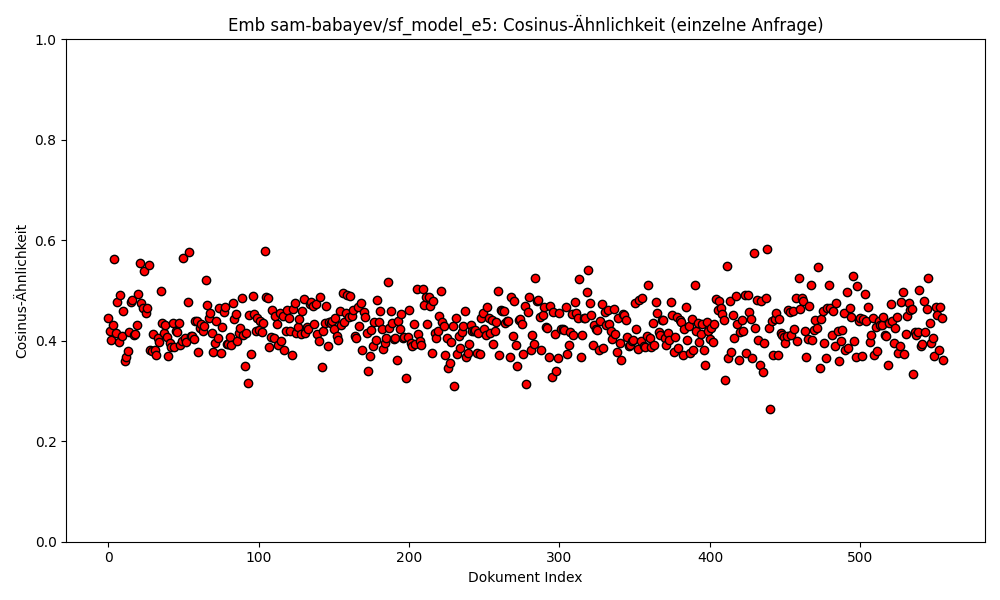 Emb sam-babayev/sf_model_e5: Cosinus-Ähnlichkeit (einzelne Anfrage)
1.0
0.8
0.6
0.4
0.2
0.0
Cosinus-Ähnlichkeit
0 100 200 300 400 500
Dokument Index